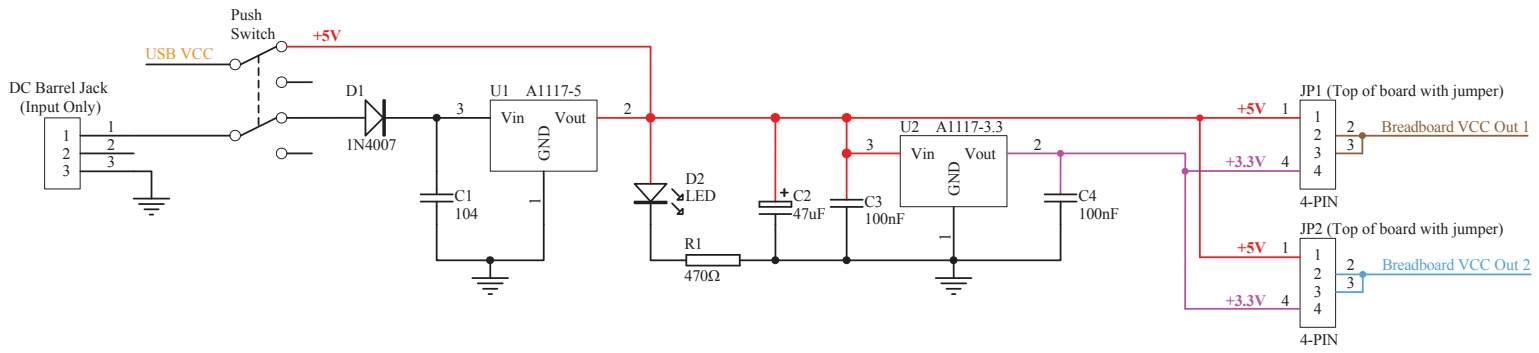 Push
Switch
USB VCC
+5V
DC Barrel Jack
(Input Only)
1
2
3
1
2
3
D1
1N4007
U1 A1117-5
3
Vin
Vout
GND
2
1
C1
104
D2
LED
R1
470Ω
C2
+
47uF
C3
100nF
U2 A1117-3.3
3
Vin
Vout
GND
2
1
C4
100nF
JP1 (Top of board with jumper)
+5V
1
1
2
3
4
2
3
Breadboard VCC Out 1
+3.3V
4
4-PIN
JP2 (Top of board with jumper)
+5V
1
1
2
3
4
2
3
Breadboard VCC Out 2
+3.3V
4
4-PIN